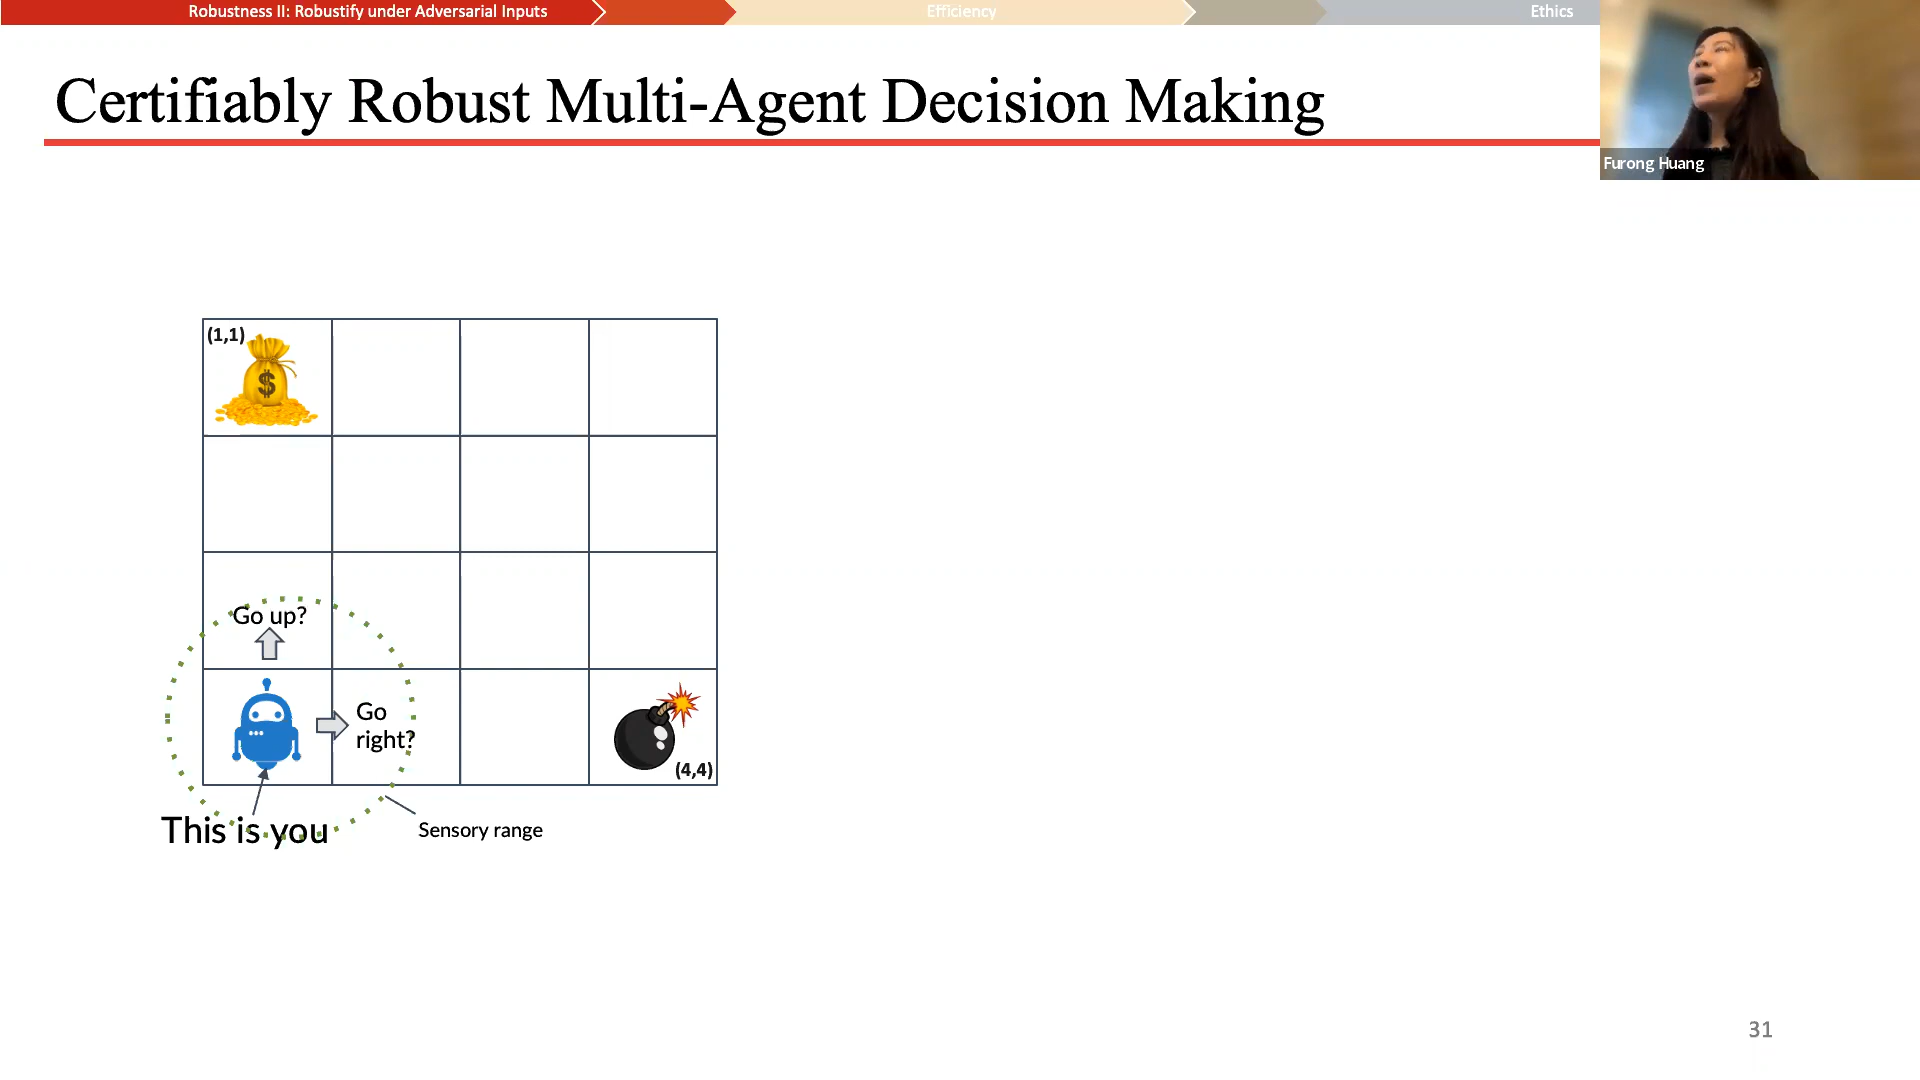 Robustness II: Robustify under Adversarial Inputs
Efficiency
Ethics
Certifiably Robust Multi-Agent Decision Making
Furong Huang
(1,1)
$
Go up?
Go
right?
(4,4)
This is you
Sensory range
31